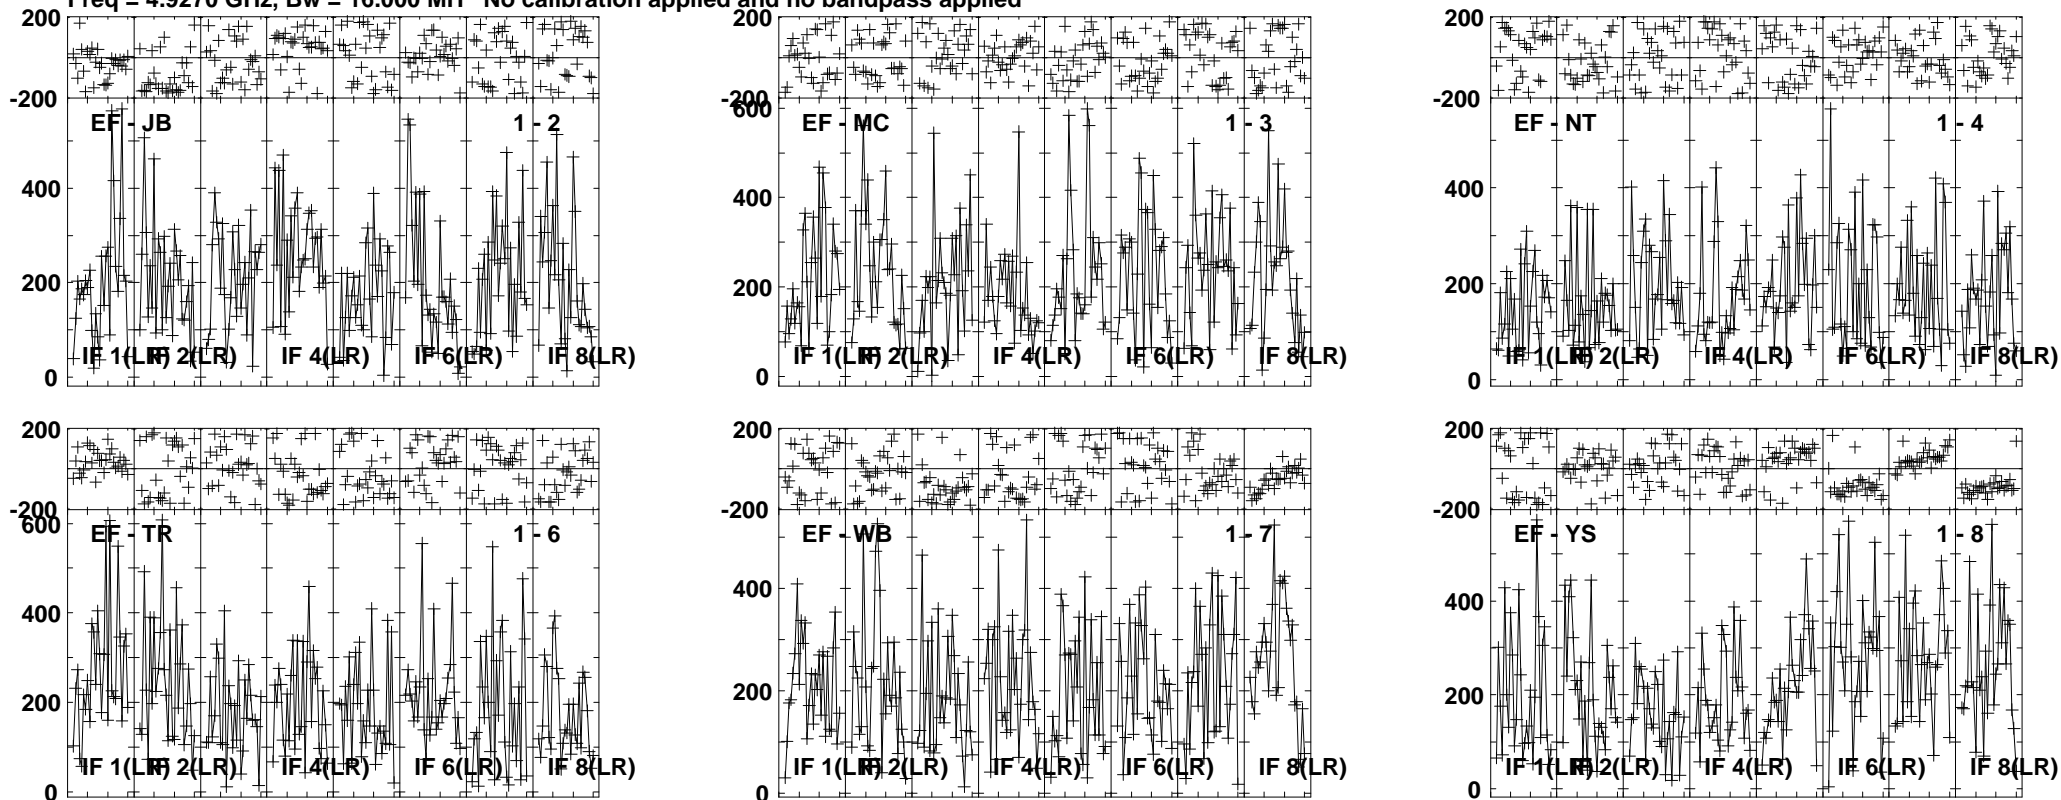 Freq = 4.9270 GHz, Bw = 16.000 MH No calibration applied and no bandpass applied
200
-200
EF - JB 1 - 2
400
200
0
IF 1(LR) IF 2(LR) IF 4(LR) IF 6(LR) IF 8(LR)
200
-200
600
EF - MC 1 - 3
400
200
0
IF 1(LR) IF 2(LR) IF 4(LR) IF 6(LR) IF 8(LR)
200
-200
EF - NT 1 - 4
400
200
0
IF 1(LR) IF 2(LR) IF 4(LR) IF 6(LR) IF 8(LR)
200
-200
600
EF - TR 1 - 6
400
200
0
IF 1(LR) IF 2(LR) IF 4(LR) IF 6(LR) IF 8(LR)
200
-200
EF - WB 1 - 7
400
200
0
IF 1(LR) IF 2(LR) IF 4(LR) IF 6(LR) IF 8(LR)
200
-200
EF - YS 1 - 8
400
200
0
IF 1(LR) IF 2(LR) IF 4(LR) IF 6(LR) IF 8(LR)